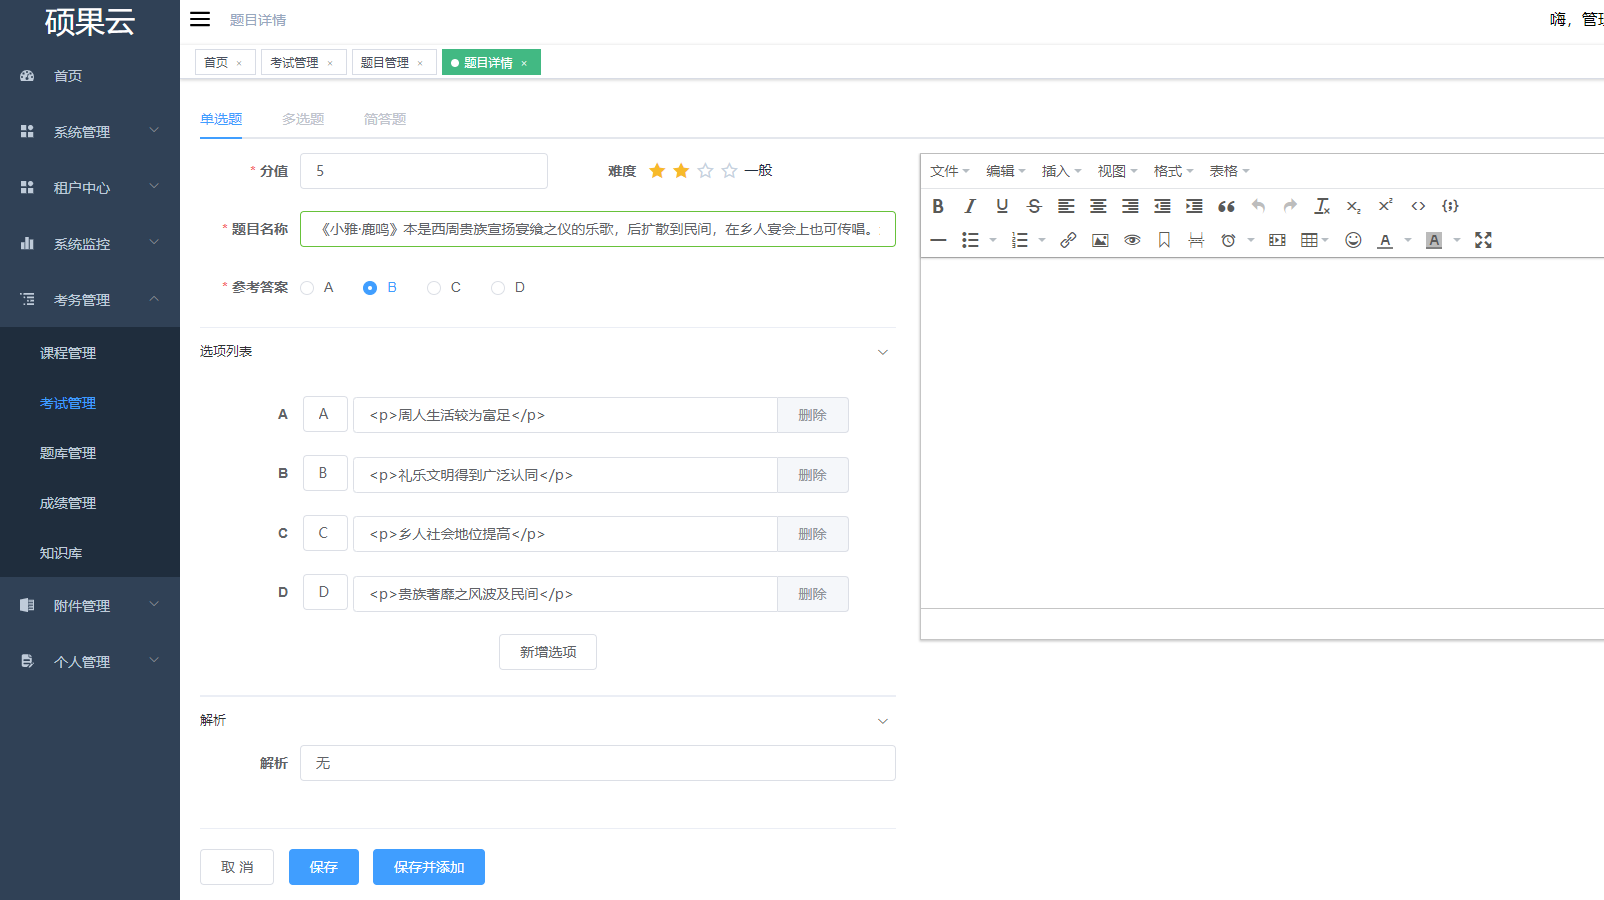 硕果云
题目详情
嗨，管
首页 ×
考试管理 ×
题目管理 ×
题目详情 ×
首页
系统管理
租户中心
系统监控
考务管理
课程管理
考试管理
题库管理
成绩管理
知识库
附件管理
个人管理
单选题 多选题 简答题
* 分值 5 难度 一般
* 题目名称 《小雅·鹿鸣》本是西周贵族宣扬宴飨之仪的乐歌，后扩散到民间，在乡人宴会上也可传唱。
* 参考答案 A B C D
选项列表
A A <p>周人生活较为富足</p> 删除
B B <p>礼乐文明得到广泛认同</p> 删除
C C <p>乡人社会地位提高</p> 删除
D D <p>贵族奢靡之风波及民间</p> 删除
新增选项
解析
解析 无
取 消 保存 保存并添加
文件 编辑 插入 视图 格式 表格